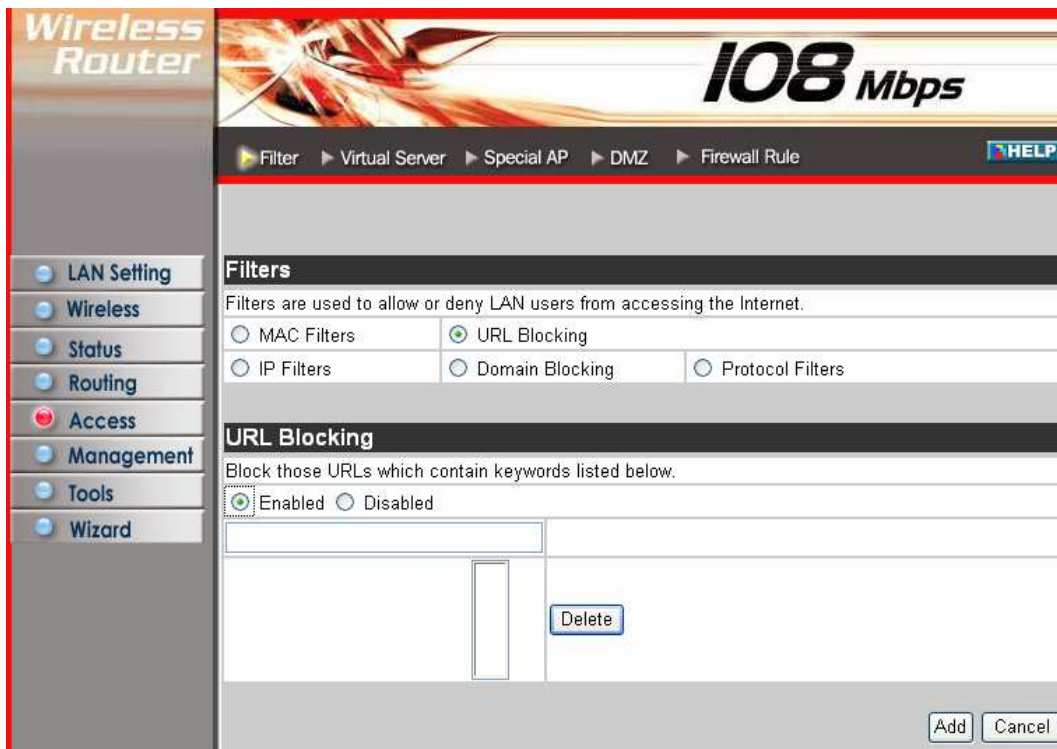 Wireless
Router
108 Mbps
Filter Virtual Server Special AP DMZ Firewall Rule HELP
LAN Setting
Wireless
Status
Routing
Access
Management
Tools
Wizard
Filters
Filters are used to allow or deny LAN users from accessing the Internet.
MAC Filters URL Blocking
IP Filters Domain Blocking Protocol Filters
URL Blocking
Block those URLs which contain keywords listed below.
Enabled Disabled
Delete
Add Cancel